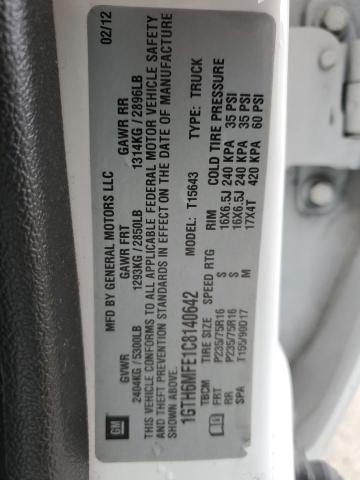 MFD BY GENERAL MOTORS LLC 02/12
GVWR GAWR FRT GAWR RR
2404KG / 5300LB 1293KG / 2850LB 1314KG / 2896LB
THIS VEHICLE CONFORMS TO ALL APPLICABLE FEDERAL MOTOR VEHICLE SAFETY
AND THEFT PREVENTION STANDARDS IN EFFECT ON THE DATE OF MANUFACTURE
SHOWN ABOVE.
1GTH6MFE1C8140642 MODEL: T15643 TYPE: TRUCK
TBCM TIRE SIZE SPEED RTG RIM COLD TIRE PRESSURE
FRT P235/75R16 S 16X6.5J 240 KPA 35 PSI
RR P235/75R16 S 16X6.5J 240 KPA 35 PSI
SPA T155/90D17 M 17X4T 420 KPA 60 PSI
GM